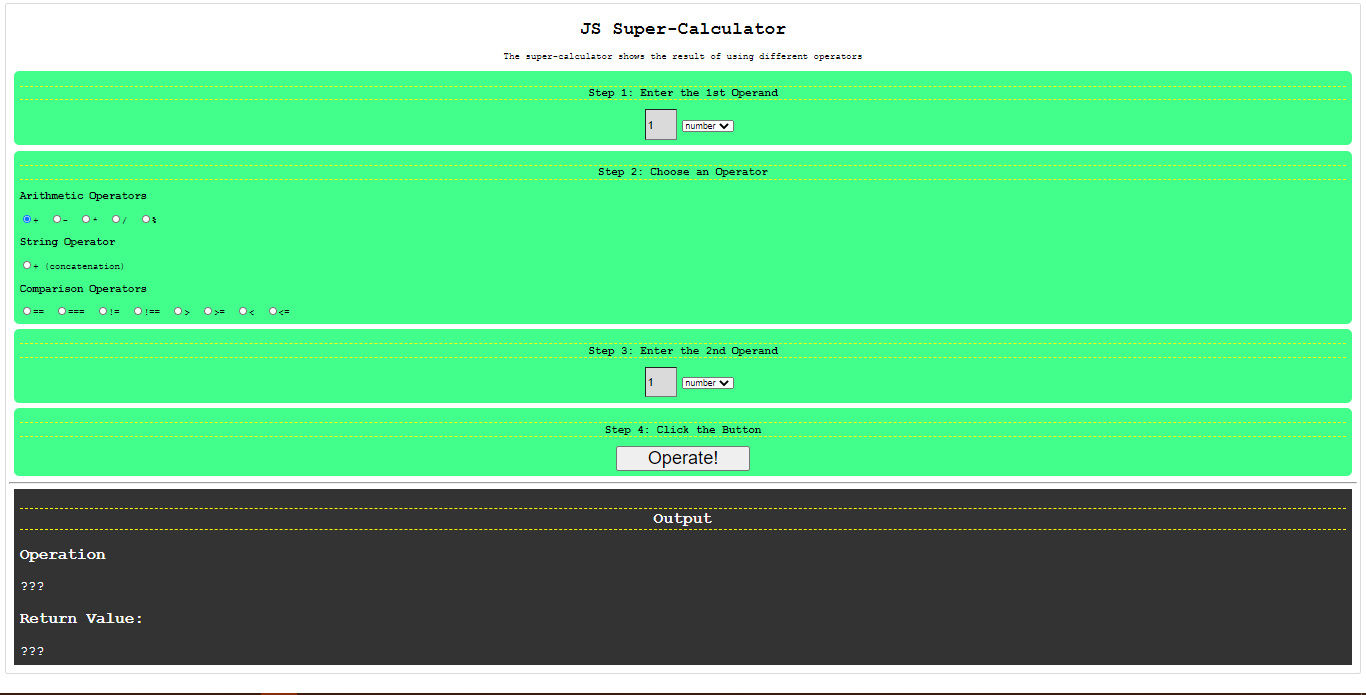 JS Super-Calculator
The super-calculator shows the result of using different operators
Step 1: Enter the 1st Operand
1 number
Step 2: Choose an Operator
Arithmetic Operators
+ - * / %
String Operator
+ (concatenation)
Comparison Operators
== === != !== > >= < <=
Step 3: Enter the 2nd Operand
1 number
Step 4: Click the Button
Operate!
Output
Operation
???
Return Value:
???